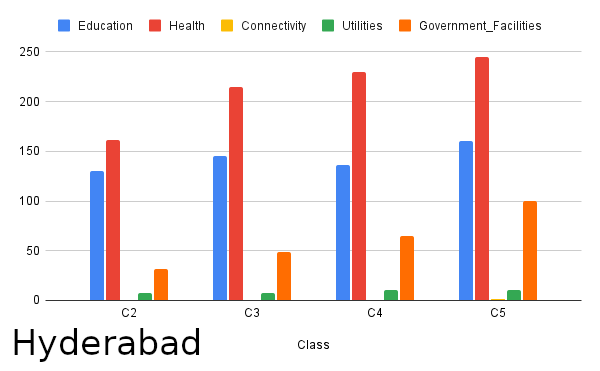 Education Health Connectivity Utilities Government_Facilities
250
200
150
100
50
0
C2 C3 C4 C5
Class
Hyderabad